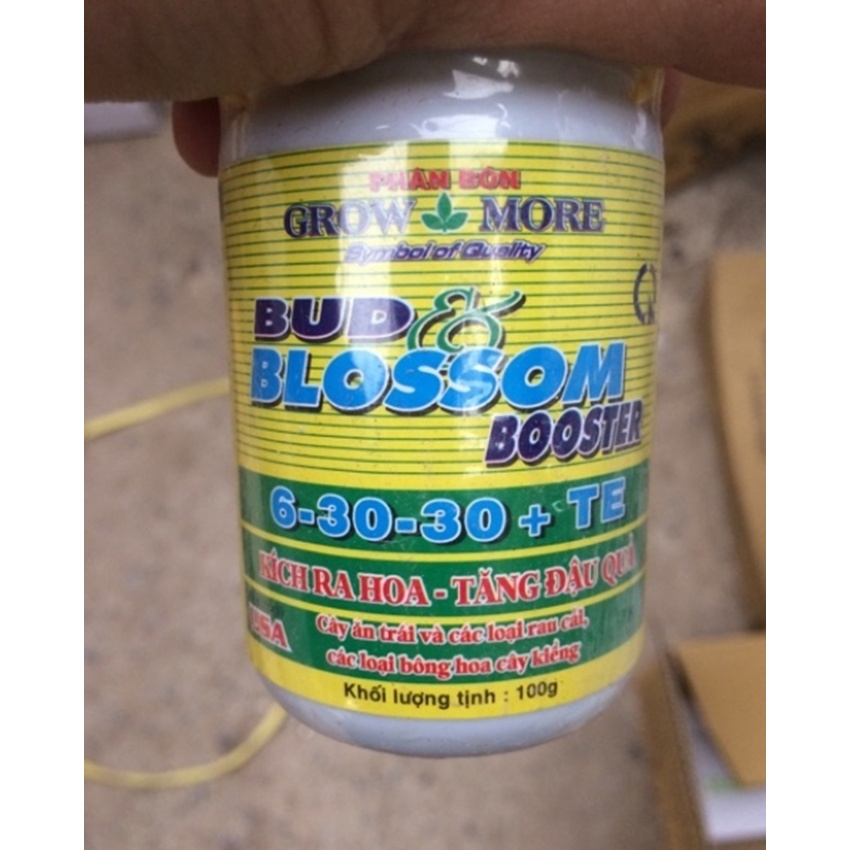 PHÂN BÓN
GROW MORE
Symbol of Quality
BUD &
BLOSSOM
BOOSTER
6-30-30 + TE
KÍCH RA HOA - TĂNG ĐẬU QUẢ
USA
Cây ăn trái và các loại rau cải,
các loại bông hoa cây kiểng
Khối lượng tịnh : 100g